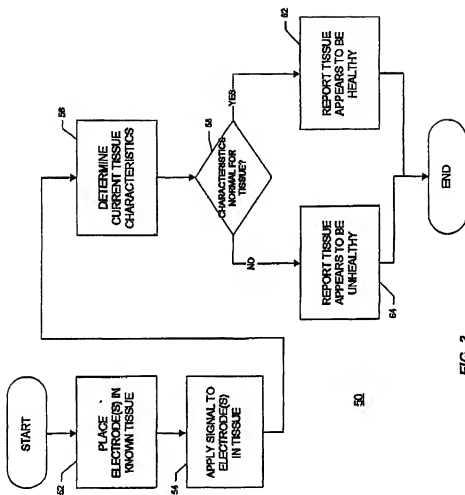 START
PLACE
ELECTRODE(S) IN
KNOWN TISSUE
52
APPLY SIGNAL TO
ELECTRODE(S)
IN TISSUE
54
56
DETERMINE
CURRENT TISSUE
CHARACTERISTICS
58
CHARACTERISTICS
NORMAL FOR
TISSUE?
NO
YES
REPORT TISSUE
APPEARS TO BE
UNHEALTHY
64
62
REPORT TISSUE
APPEARS TO BE
HEALTHY
END
50
FIG. 2